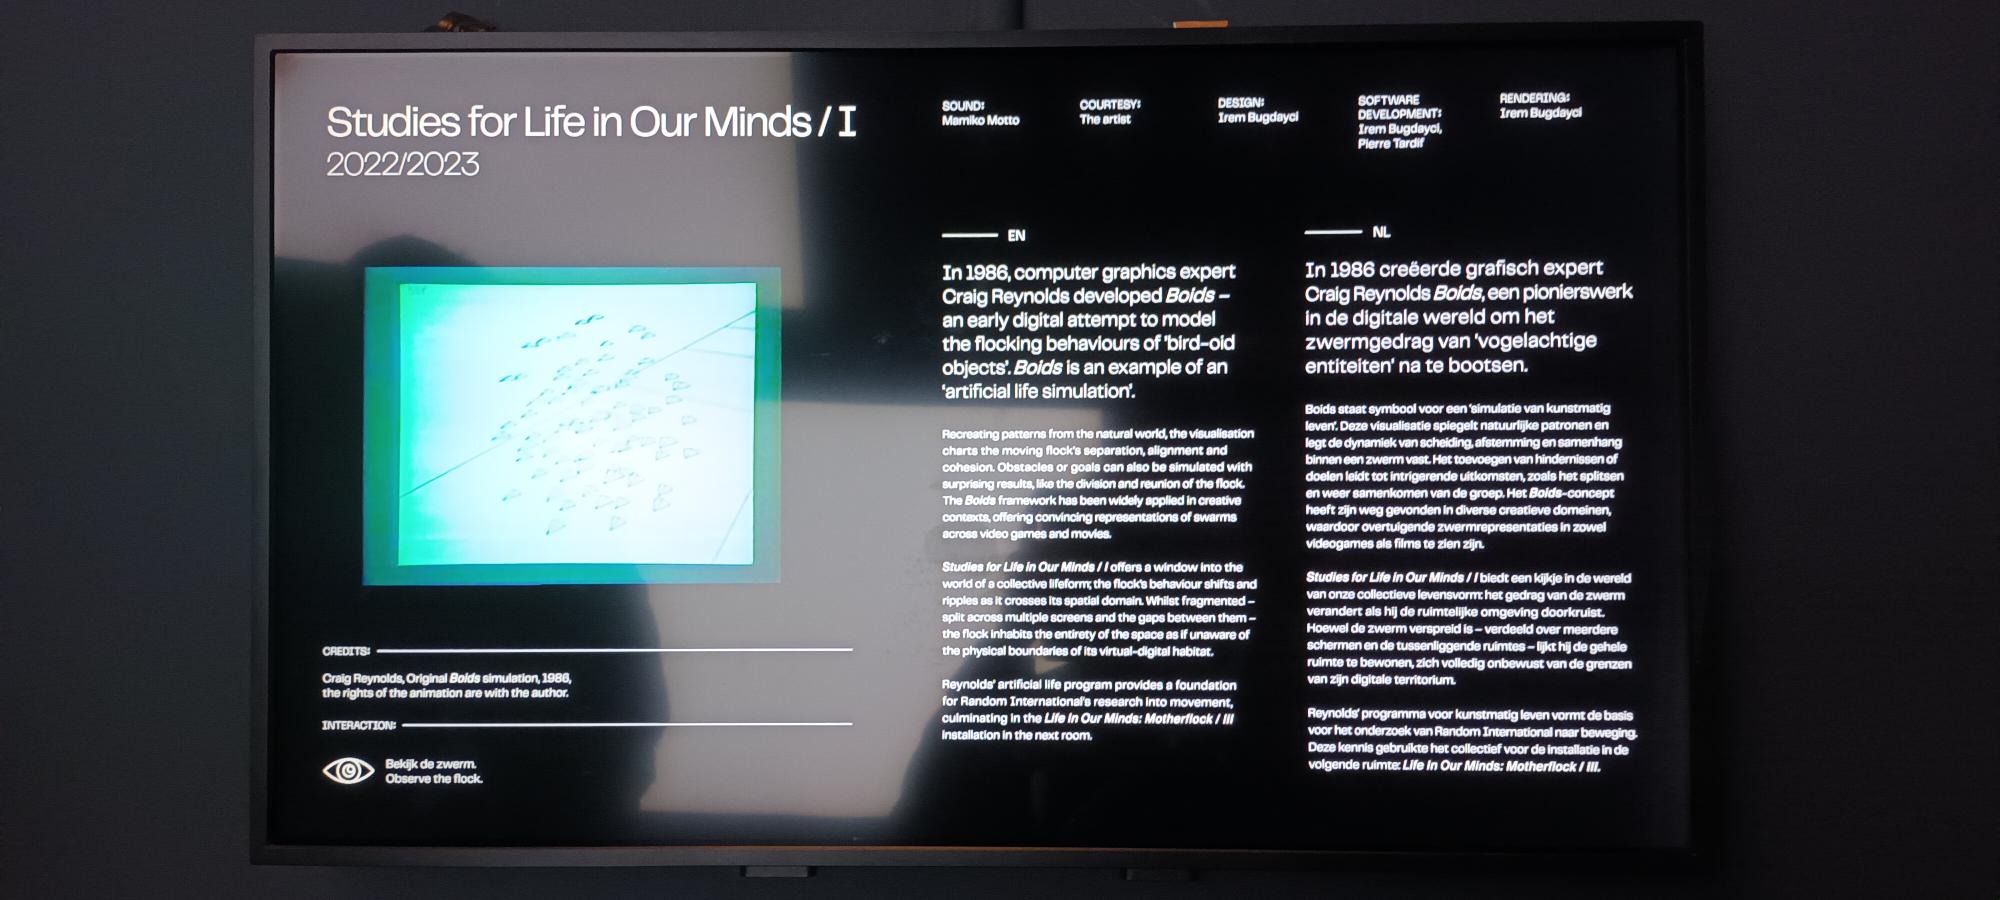 Studies for Life in Our Minds / I
2022/2023
SOUND:
Mamiko Motto
COURTESY:
The artist
DESIGN:
Irem Bugdayci
SOFTWARE
DEVELOPMENT:
Irem Bugdayci,
Pierre Tardif
RENDERING:
Irem Bugdayci
EN
In 1986, computer graphics expert
Craig Reynolds developed Boids –
an early digital attempt to model
the flocking behaviours of 'bird-oid
objects'. Boids is an example of an
'artificial life simulation'.
Recreating patterns from the natural world, the visualisation
charts the moving flock's separation, alignment and
cohesion. Obstacles or goals can also be simulated with
surprising results, like the division and reunion of the flock.
The Boids framework has been widely applied in creative
contexts, offering convincing representations of swarms
across video games and movies.
Studies for Life in Our Minds / I offers a window into the
world of a collective lifeform; the flock's behaviour shifts and
ripples as it crosses its spatial domain. Whilst fragmented –
split across multiple screens and the gaps between them –
the flock inhabits the entirety of the space as if unaware of
the physical boundaries of its virtual-digital habitat.
Reynolds' artificial life program provides a foundation
for Random International's research into movement,
culminating in the Life in Our Minds: Motherflock / III
installation in the next room.
NL
In 1986 creëerde grafisch expert
Craig Reynolds Boids, een pionierswerk
in de digitale wereld om het
zwermgedrag van 'vogelachtige
entiteiten' na te bootsen.
Boids staat symbool voor een 'simulatie van kunstmatig
leven'. Deze visualisatie spiegelt natuurlijke patronen en
legt de dynamiek van scheiding, afstemming en samenhang
binnen een zwerm vast. Het toevoegen van hindernissen of
doelen leidt tot intrigerende uitkomsten, zoals het splitsen
en weer samenkomen van de groep. Het Boids-concept
heeft zijn weg gevonden in diverse creatieve domeinen,
waardoor overtuigende zwermrepresentaties in zowel
videogames als films te zien zijn.
Studies for Life in Our Minds / I biedt een kijkje in de wereld
van onze collectieve levensvorm: het gedrag van de zwerm
verandert als hij de ruimtelijke omgeving doorkruist.
Hoewel de zwerm verspreid is – verdeeld over meerdere
schermen en de tussenliggende ruimtes – lijkt hij de gehele
ruimte te bewonen, zich volledig onbewust van de grenzen
van zijn digitale territorium.
Reynolds' programma voor kunstmatig leven vormt de basis
voor het onderzoek van Random International naar beweging.
Deze kennis gebruikte het collectief voor de installatie in de
volgende ruimte: Life in Our Minds: Motherflock / III.
CREDITS:
Craig Reynolds, Original Boids simulation, 1986,
the rights of the animation are with the author.
INTERACTION:
Bekijk de zwerm.
Observe the flock.